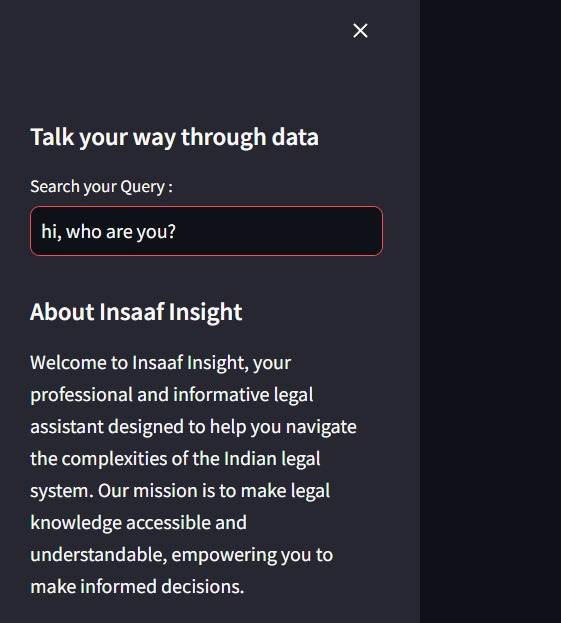 Talk your way through data
Search your Query :
hi, who are you?
About Insaaf Insight
Welcome to Insaaf Insight, your
professional and informative legal
assistant designed to help you navigate
the complexities of the Indian legal
system. Our mission is to make legal
knowledge accessible and
understandable, empowering you to
make informed decisions.